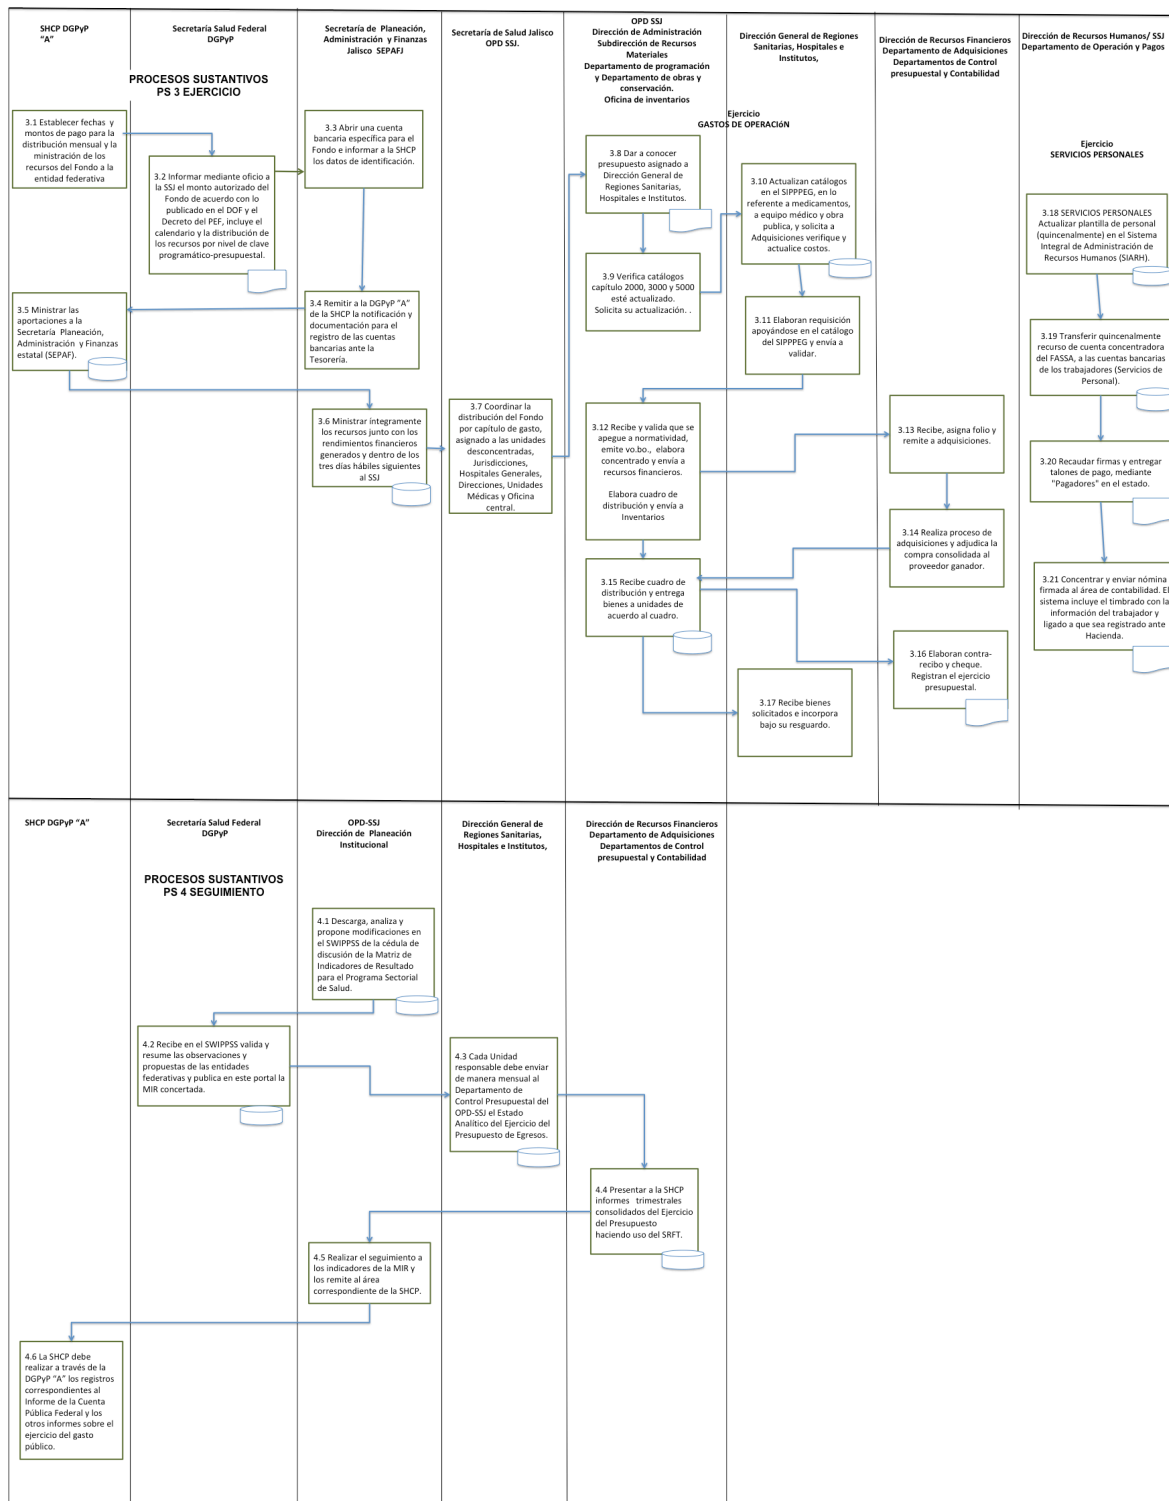 SHCP DGPyP
“A”
Secretaría Salud Federal
DGPyP
Secretaría de  Planeación,
Administración  y Finanzas
Jalisco  SEPAFJ
Secretaría de Salud Jalisco
OPD SSJ.
OPD SSJ
Dirección de Administración
Subdirección de Recursos
Materiales
Departamento de programación
y Departamento de obras y
conservación.
Oficina de inventarios
Dirección General de Regiones
Sanitarias, Hospitales e
Institutos,
Dirección de Recursos Financieros
Departamento de Adquisiciones
Departamentos de Control
presupuestal y Contabilidad
Dirección de Recursos Humanos/ SSJ
Departamento de Operación y Pagos
PROCESOS SUSTANTIVOS
PS 3 EJERCICIO
Ejercicio
GASTOS DE OPERACIóN
Ejercicio
SERVICIOS PERSONALES
3.1 Establecer fechas  y
montos de pago para la
distribución mensual y la
ministración de los
recursos del Fondo a la
entidad federativa
3.2 Informar mediante oficio a
la SSJ el monto autorizado del
Fondo de acuerdo con lo
publicado en el DOF y el
Decreto del PEF, incluye el
calendario y la distribución de
los recursos por nivel de clave
programático-presupuestal.
3.3 Abrir una cuenta
bancaria específica para el
Fondo e informar a la SHCP
los datos de identificación.
3.4 Remitir a la DGPyP “A”
de la SHCP la notificación y
documentación para el
registro de las cuentas
bancarias ante la
Tesorería.
3.5 Ministrar las
aportaciones a la
Secretaría  Planeación,
Administración y Finanzas
estatal (SEPAF).
3.6 Ministrar íntegramente
los recursos junto con los
rendimientos financieros
generados y dentro de los
tres días hábiles siguientes
al SSJ
3.7 Coordinar la
distribución del Fondo
por capítulo de gasto,
asignado a las unidades
desconcentradas,
Jurisdicciones,
Hospitales Generales,
Direcciones, Unidades
Médicas y Oficina
central.
3.8 Dar a conocer
presupuesto asignado a
Dirección General de
Regiones Sanitarias,
Hospitales e Institutos.
3.9 Verifica catálogos
capítulo 2000, 3000 y 5000
esté actualizado.
Solicita su actualización. .
3.10 Actualizan catálogos
en el SIPPPEG, en lo
referente a medicamentos,
a equipo médico y obra
publica, y solicita a
Adquisiciones verifique y
actualice costos.
3.11 Elaboran requisición
apoyándose en el catálogo
del SIPPPEG y envía a
validar.
3.12 Recibe y valida que se
apegue a normatividad,
emite vo.bo.,  elabora
concentrado y envía a
recursos financieros.
Elabora cuadro de
distribución y envía a
Inventarios
3.13 Recibe, asigna folio y
remite a adquisiciones.
3.14 Realiza proceso de
adquisiciones y adjudica la
compra consolidada al
proveedor ganador.
3.15 Recibe cuadro de
distribución y entrega
bienes a unidades de
acuerdo al cuadro.
3.16 Elaboran contra-
recibo y cheque.
Registran el ejercicio
presupuestal.
3.17 Recibe bienes
solicitados e incorpora
bajo su resguardo.
3.18 SERVICIOS PERSONALES
Actualizar plantilla de personal
(quincenalmente) en el Sistema
Integral de Administración de
Recursos Humanos (SIARH).
3.19 Transferir quincenalmente
recurso de cuenta concentradora
del FASSA, a las cuentas bancarias
de los trabajadores (Servicios de
Personal).
3.20 Recaudar firmas y entregar
talones de pago, mediante
"Pagadores" en el estado.
3.21 Concentrar y enviar nómina
firmada al área de contabilidad. El
sistema incluye el timbrado con la
información del trabajador y
ligado a que sea registrado ante
Hacienda.
SHCP DGPyP “A”
Secretaría Salud Federal
DGPyP
OPD-SSJ
Dirección de  Planeación
Institucional
Dirección General de
Regiones Sanitarias,
Hospitales e Institutos,
Dirección de Recursos Financieros
Departamento de Adquisiciones
Departamentos de Control
presupuestal y Contabilidad
PROCESOS SUSTANTIVOS
PS 4 SEGUIMIENTO
4.1 Descarga, analiza y
propone modificaciones en
el SWIPPSS de la cédula de
discusión de la Matriz de
Indicadores de Resultado
para el Programa Sectorial
de Salud.
4.2 Recibe en el SWIPPSS valida y
resume las observaciones y
propuestas de las entidades
federativas y publica en este portal la
MIR concertada.
4.3 Cada Unidad
responsable debe enviar
de manera mensual al
Departamento de
Control Presupuestal del
OPD-SSJ el Estado
Analítico del Ejercicio del
Presupuesto de Egresos.
4.4 Presentar a la SHCP
informes   trimestrales
consolidados del Ejercicio
del Presupuesto
haciendo uso del SRFT.
4.5 Realizar el seguimiento a
los indicadores de la MIR y
los remite al área
correspondiente de la SHCP.
4.6 La SHCP debe
realizar a través de la
DGPyP “A” los registros
correspondientes al
Informe de la Cuenta
Pública Federal y los
otros informes sobre el
ejercicio del gasto
público.